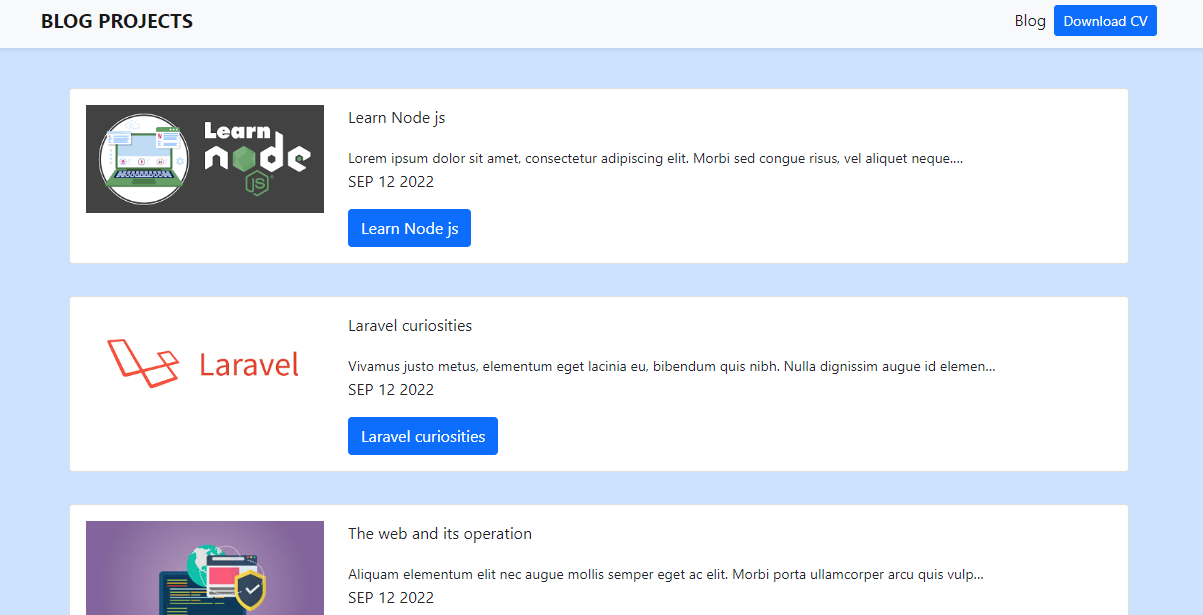 BLOG PROJECTS
Blog
Download CV
Learn
node
JS
Learn Node js
Lorem ipsum dolor sit amet, consectetur adipiscing elit. Morbi sed congue risus, vel aliquet neque....
SEP 12 2022
Learn Node js
Laravel
Laravel curiosities
Vivamus justo metus, elementum eget lacinia eu, bibendum quis nibh. Nulla dignissim augue id elemen...
SEP 12 2022
Laravel curiosities
The web and its operation
Aliquam elementum elit nec augue mollis semper eget ac elit. Morbi porta ullamcorper arcu quis vulp...
SEP 12 2022